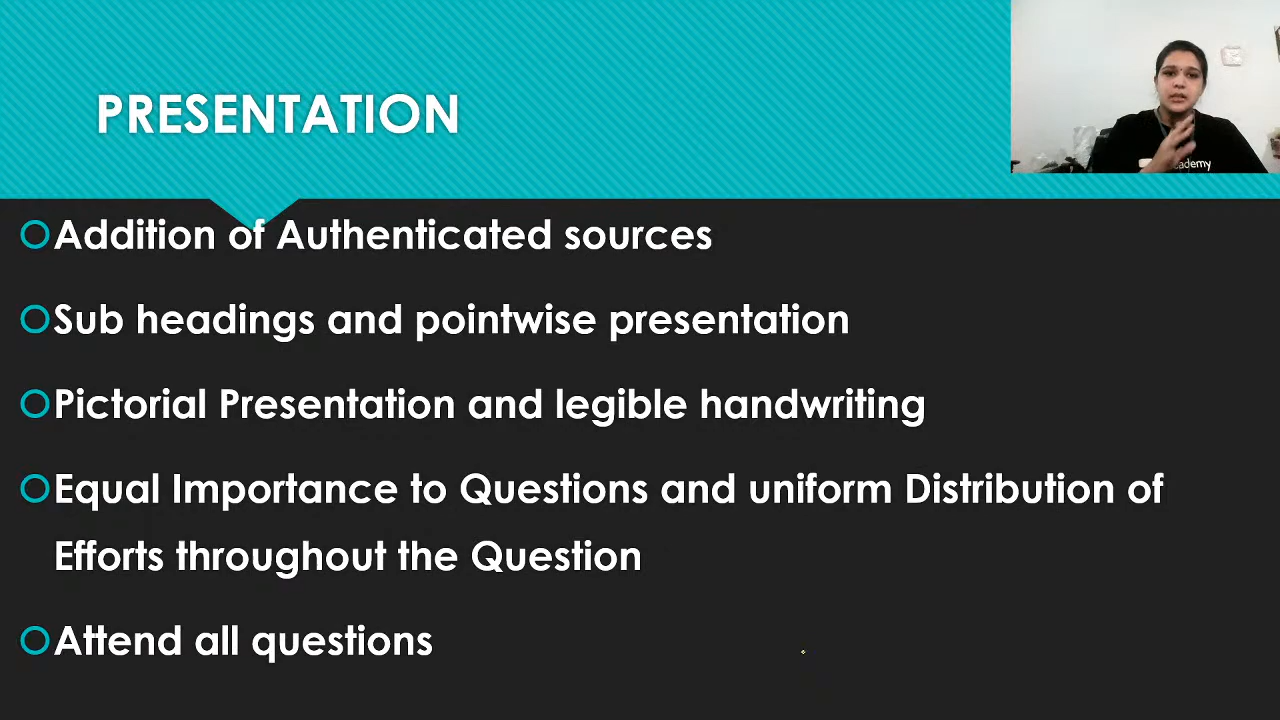 PRESENTATION
Addition of Authenticated sources
Sub headings and pointwise presentation
Pictorial Presentation and legible handwriting
Equal Importance to Questions and uniform Distribution of
Efforts throughout the Question
Attend all questions